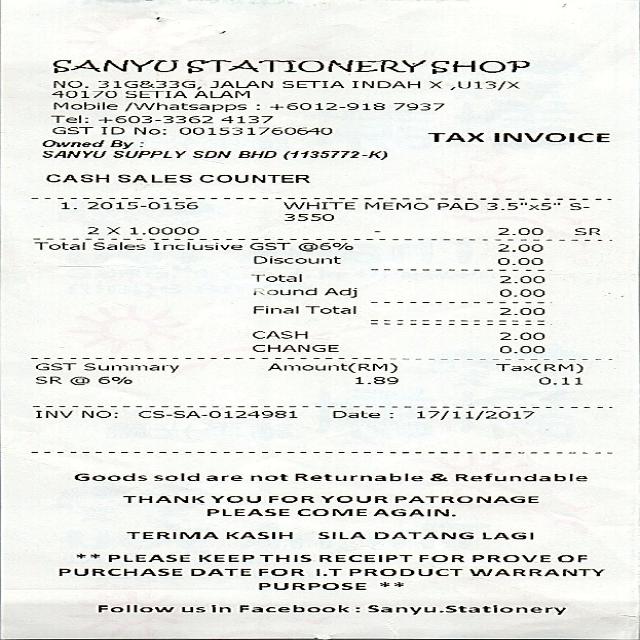 SANYU STATIONERY SHOP
NO. 31G&33G, JALAN SETIA INDAH X ,U13/X
40170 SETIA ALAM
Mobile /Whatsapps : +6012-918 7937
Tel: +603-3362 4137
GST ID No: 001531760640
TAX INVOICE
Owned By :
SANYU SUPPLY SDN BHD (1135772-K)
CASH SALES COUNTER
1. 2015-0156 WHITE MEMO PAD 3.5"x5" S-
3550
2 X 1.0000 - 2.00 SR
Total Sales Inclusive GST @6% 2.00
Discount 0.00
Total 2.00
Round Adj 0.00
Final Total 2.00
CASH 2.00
CHANGE 0.00
GST Summary Amount(RM) Tax(RM)
SR @ 6% 1.89 0.11
INV NO: CS-SA-0124981 Date : 17/11/2017
Goods sold are not Returnable & Refundable
THANK YOU FOR YOUR PATRONAGE
PLEASE COME AGAIN.
TERIMA KASIH SILA DATANG LAGI
** PLEASE KEEP THIS RECEIPT FOR PROVE OF
PURCHASE DATE FOR I.T PRODUCT WARRANTY
PURPOSE **
Follow us in Facebook : Sanyu.Stationery